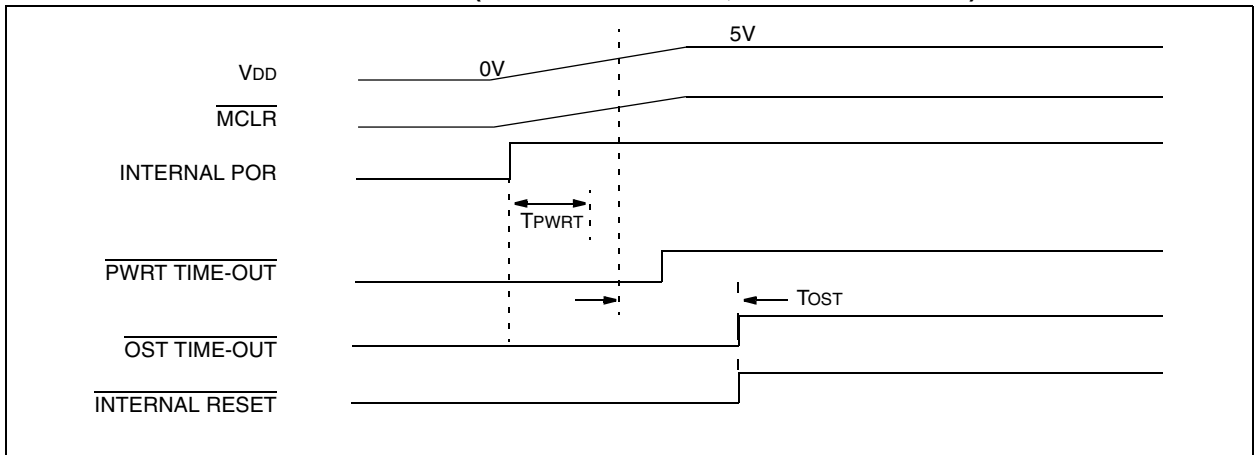 5V
VDD
0V
MCLR
INTERNAL POR
TPWRT
PWRT TIME-OUT
TOST
OST TIME-OUT
INTERNAL RESET